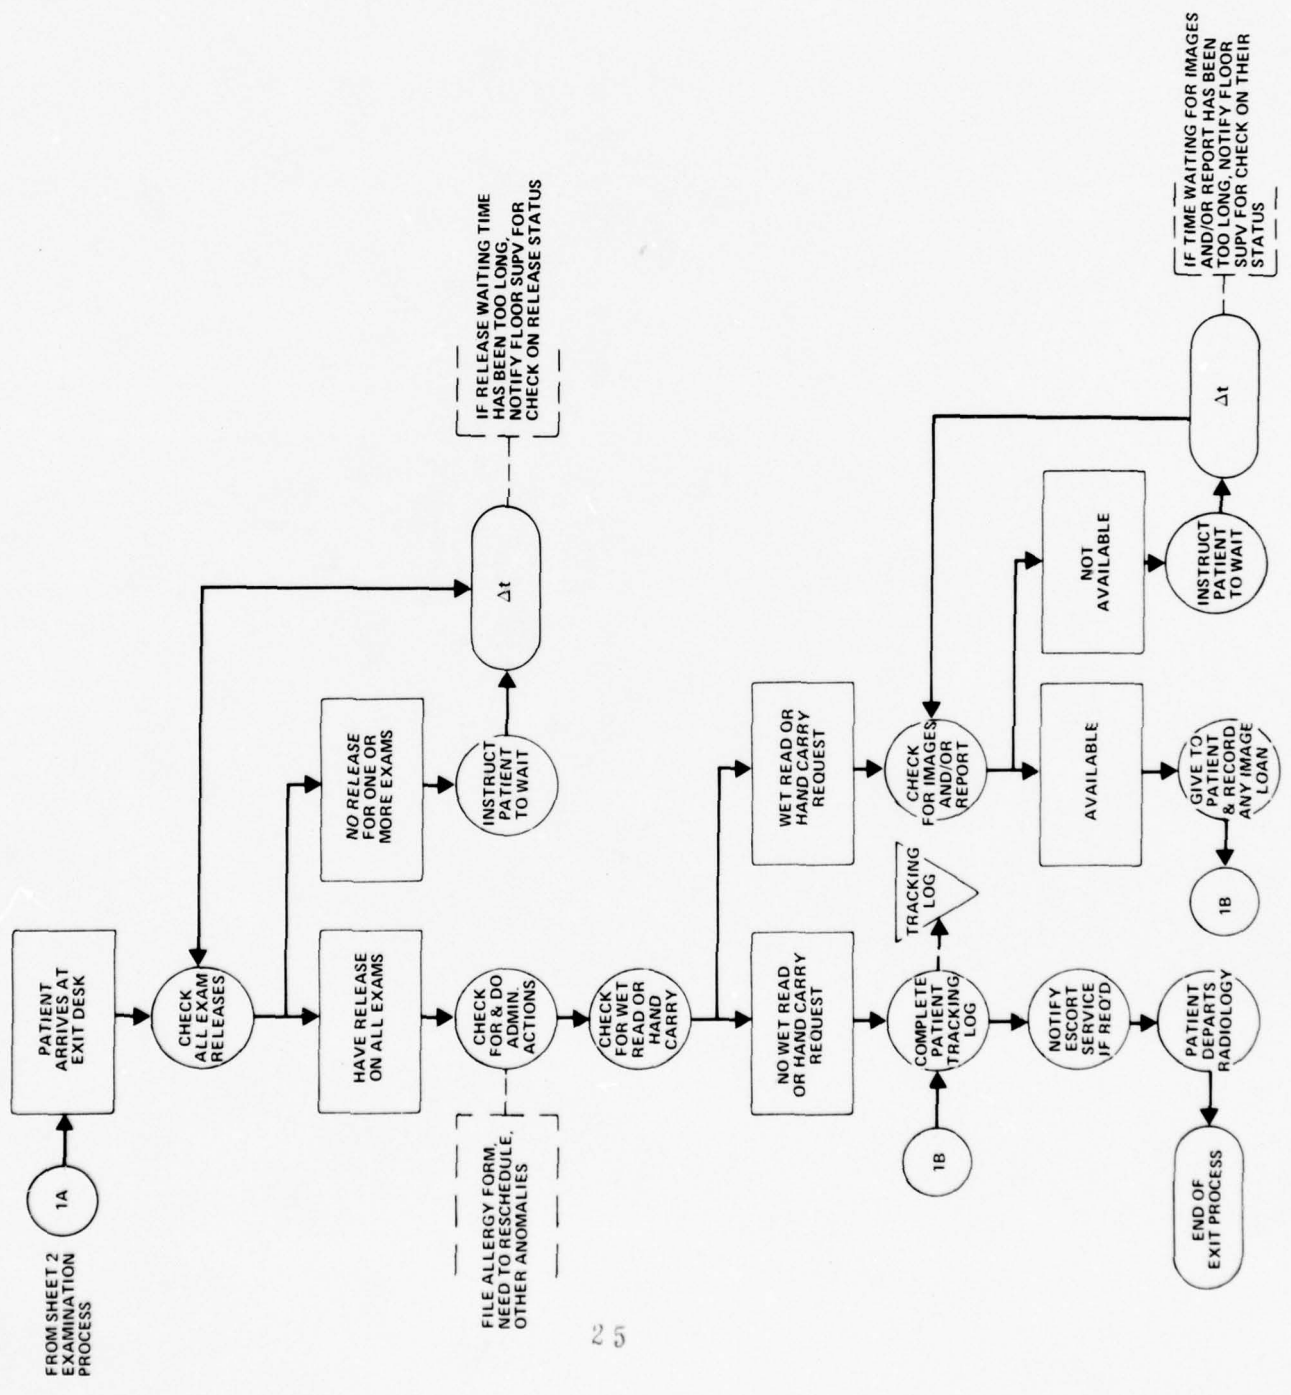 FROM SHEET 2
EXAMINATION
PROCESS
1A
PATIENT
ARRIVES AT
EXIT DESK
CHECK
ALL EXAM
RELEASES
HAVE RELEASE
ON ALL EXAMS
NO RELEASE
FOR ONE OR
MORE EXAMS
INSTRUCT
PATIENT
TO WAIT
Δt
IF RELEASE WAITING TIME
HAS BEEN TOO LONG,
NOTIFY FLOOR SUPV FOR
CHECK ON RELEASE STATUS
FILE ALLERGY FORM,
NEED TO RESCHEDULE,
OTHER ANOMALIES
CHECK
FOR & DO
ADMIN.
ACTIONS
CHECK
FOR WET
READ OR
HAND
CARRY
NO WET READ
OR HAND CARRY
REQUEST
WET READ OR
HAND CARRY
REQUEST
1B
COMPLETE
PATIENT
TRACKING
LOG
TRACKING
LOG
CHECK
FOR IMAGES
AND/OR
REPORT
NOTIFY
ESCORT
SERVICE
IF REQ'D
AVAILABLE
NOT
AVAILABLE
END OF
EXIT PROCESS
PATIENT
DEPARTS
RADIOLOGY
1B
GIVE TO
PATIENT
& RECORD
ANY IMAGE
LOAN
INSTRUCT
PATIENT
TO WAIT
Δt
IF TIME WAITING FOR IMAGES
AND/OR REPORT HAS BEEN
TOO LONG, NOTIFY FLOOR
SUPV FOR CHECK ON THEIR
STATUS
25